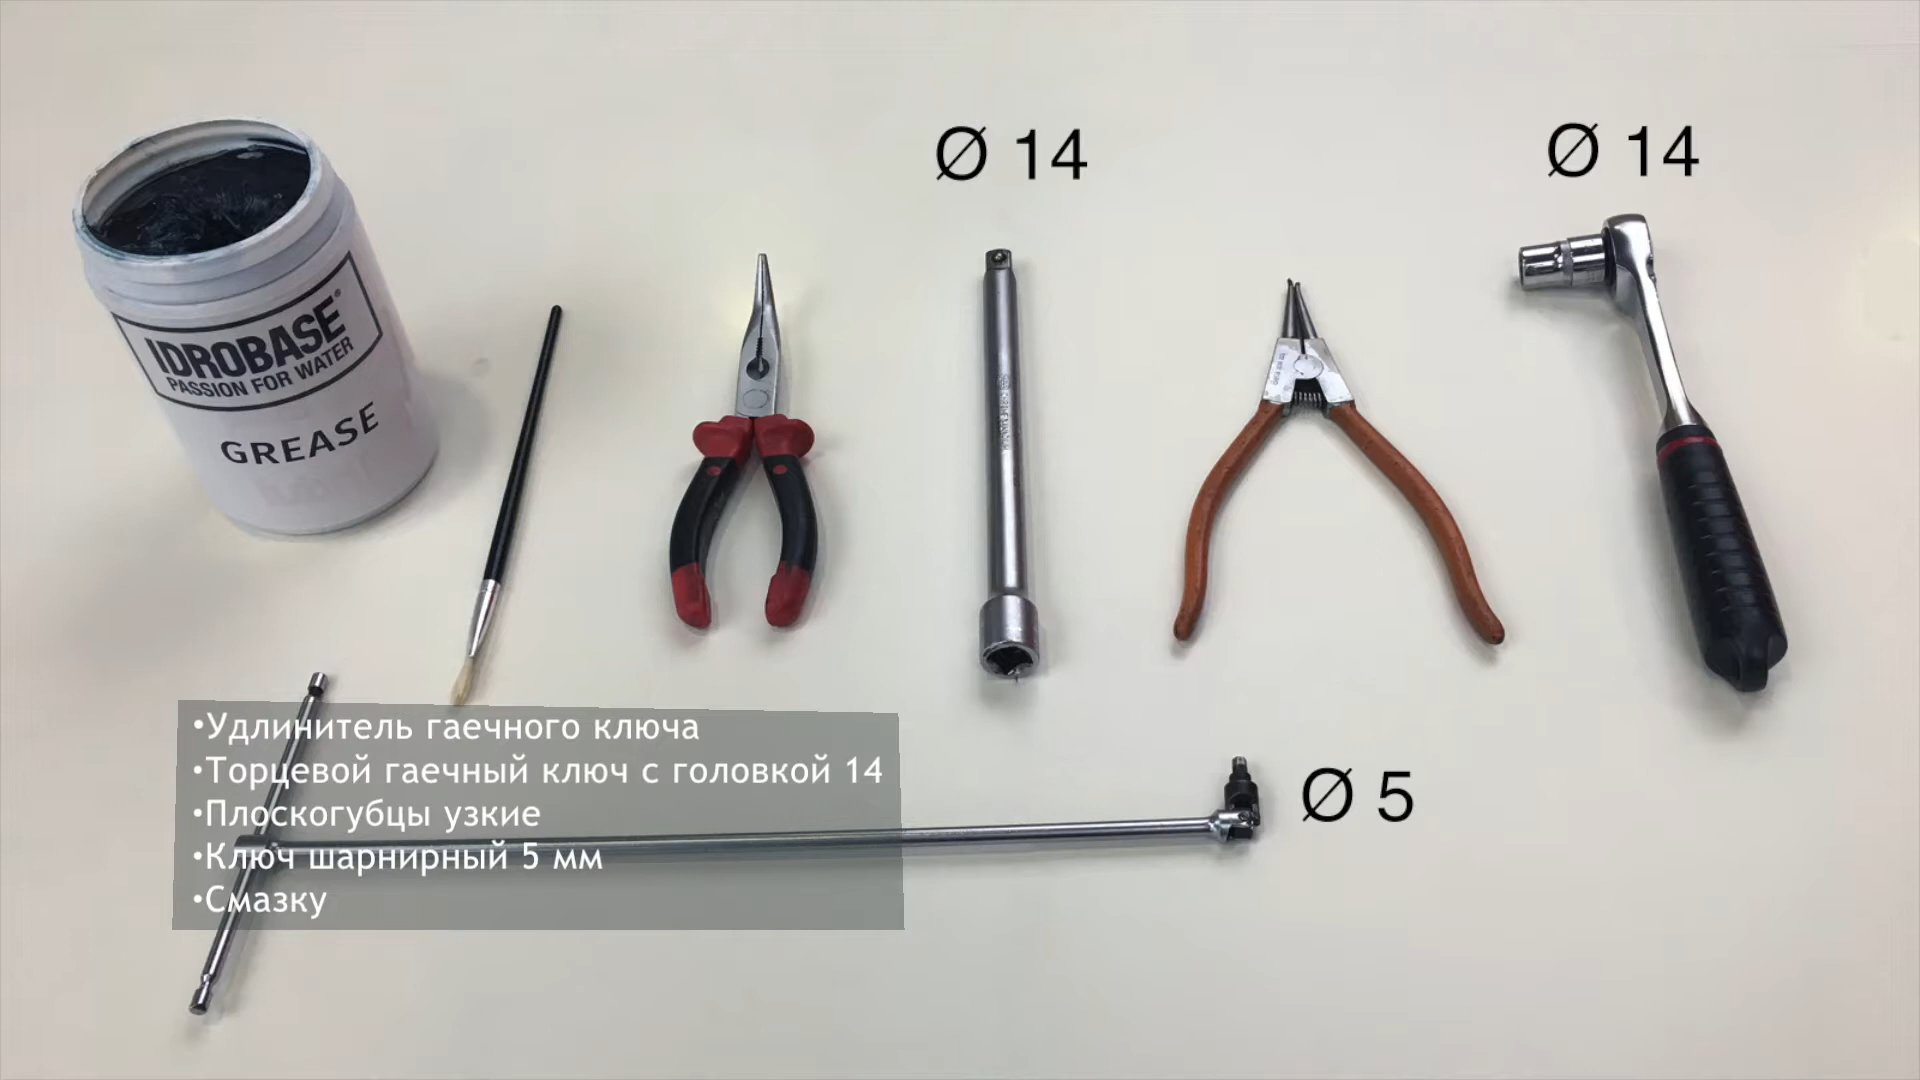 Ø 14
Ø 14
IDROBASE®
PASSION FOR WATER
GREASE
•Удлинитель гаечного ключа
•Торцевой гаечный ключ с головкой 14
•Плоскогубцы узкие
•Ключ шарнирный 5 мм
•Смазку
Ø 5